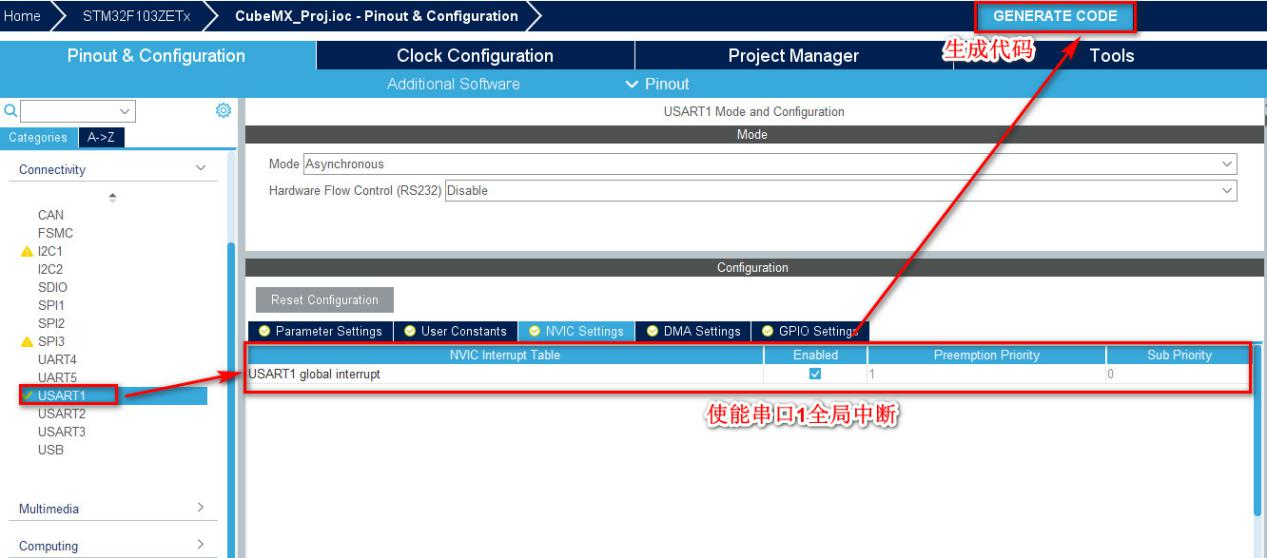 Home STM32F103ZETx CubeMX_Proj.ioc - Pinout & Configuration GENERATE CODE
生成代码
Pinout & Configuration Clock Configuration Project Manager Tools
Additional Software Pinout
Categories A->Z
Connectivity
CAN
FSMC
I2C1
I2C2
SDIO
SPI1
SPI2
SPI3
UART4
UART5
USART1
USART2
USART3
USB
Multimedia
Computing
USART1 Mode and Configuration
Mode
Mode Asynchronous
Hardware Flow Control (RS232) Disable
Configuration
Reset Configuration
Parameter Settings User Constants NVIC Settings DMA Settings GPIO Settings
NVIC Interrupt Table Enabled Preemption Priority Sub Priority
USART1 global interrupt 1 0
使能串口1全局中断